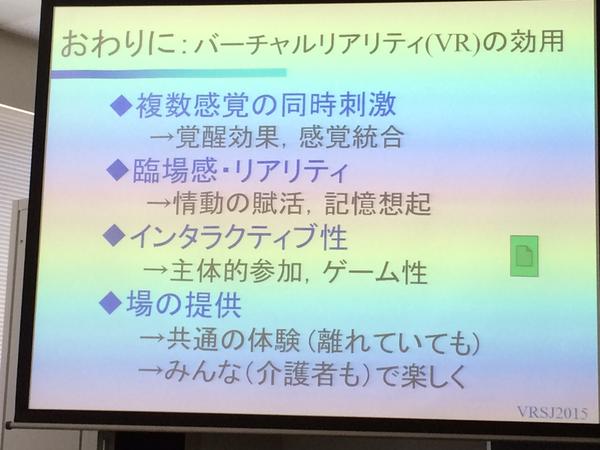 おわりに：バーチャルリアリティ(VR)の効用
◆複数感覚の同時刺激
→覚醒効果，感覚統合
◆臨場感・リアリティ
→情動の賦活，記憶想起
◆インタラクティブ性
→主体的参加，ゲーム性
◆場の提供
→共通の体験（離れていても）
→みんな（介護者も）で楽しく
VRSJ2015